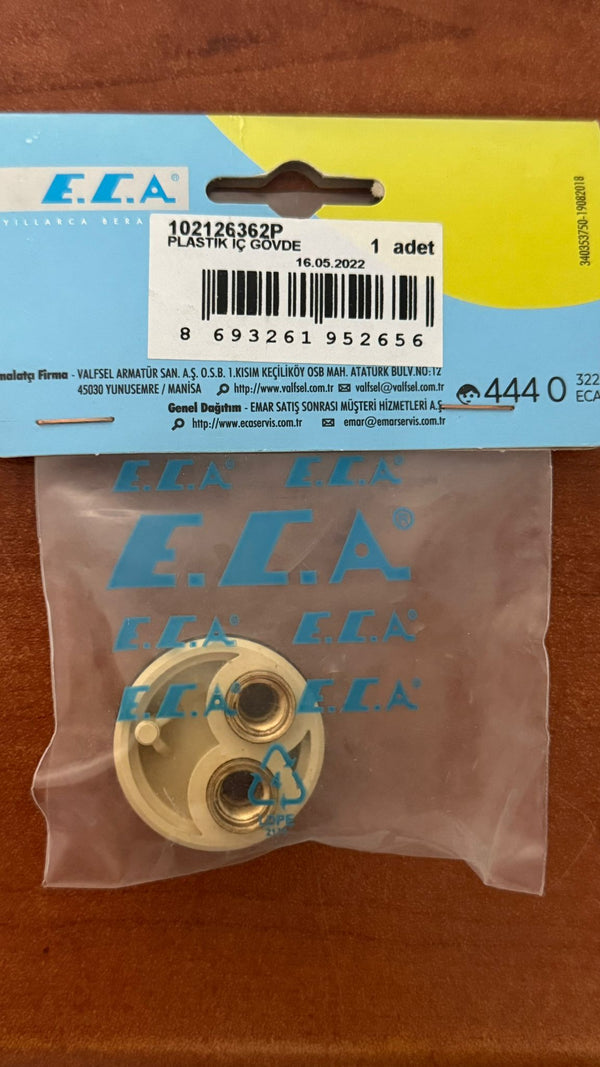 E.C.A.®
YILLARCA BERA
340353750-19082018
102126362P
PLASTİK İÇ GÖVDE 1 adet
16.05.2022
8 693261 952656
malatçı Firma - VALFSEL ARMATÜR SAN. A.Ş. O.S.B. 1.KISIM KEÇİLİKÖY OSB MAH. ATATÜRK BULV.NO:12
45030 YUNUSEMRE / MANİSA http://www.valfsel.com.tr valfsel@valfsel.com.tr
Genel Dağıtım - EMAR SATIŞ SONRASI MÜŞTERİ HİZMETLERİ A.Ş.
http://www.ecaservis.com.tr emar@emarservis.com.tr
444 0 322
ECA
E.C.A® E.C.A®
E.C.A®
E.C.A® E.C.A®
E.C.A® E.C.A®
LDPE